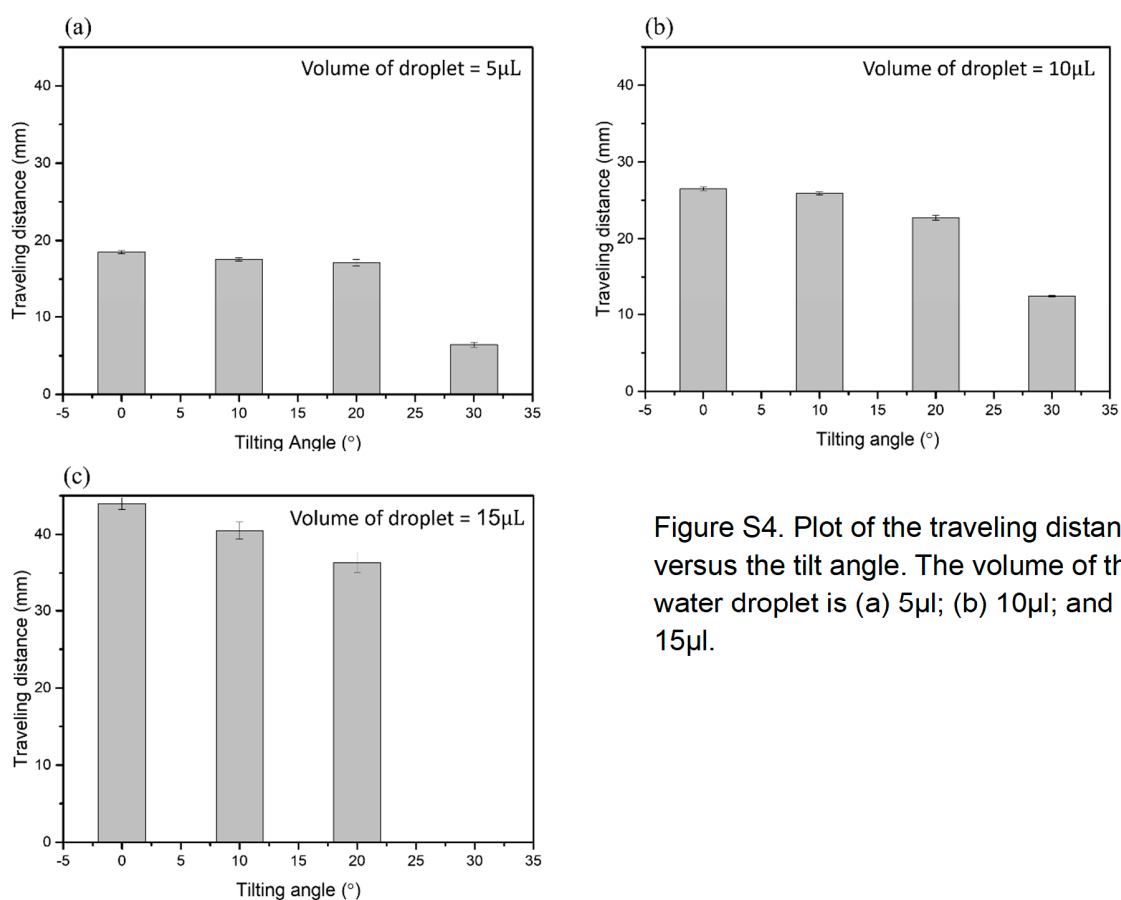 (a)
Volume of droplet = 5μL
Traveling distance (mm)
40
30
20
10
0
-5 0 5 10 15 20 25 30 35
Tilting Angle (°)
(b)
Volume of droplet = 10μL
Traveling distance (mm)
40
30
20
10
0
-5 0 5 10 15 20 25 30 35
Tilting angle (°)
(c)
Volume of droplet = 15μL
Traveling distance (mm)
40
30
20
10
0
-5 0 5 10 15 20 25 30 35
Tilting angle (°)
Figure S4. Plot of the traveling
versus the tilt angle. The volume of
water droplet is (a) 5μl; (b) 10μl; and
15μl.